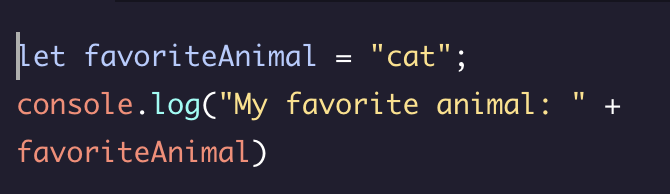 let favoriteAnimal = "cat";
console.log("My favorite animal: " +
favoriteAnimal)